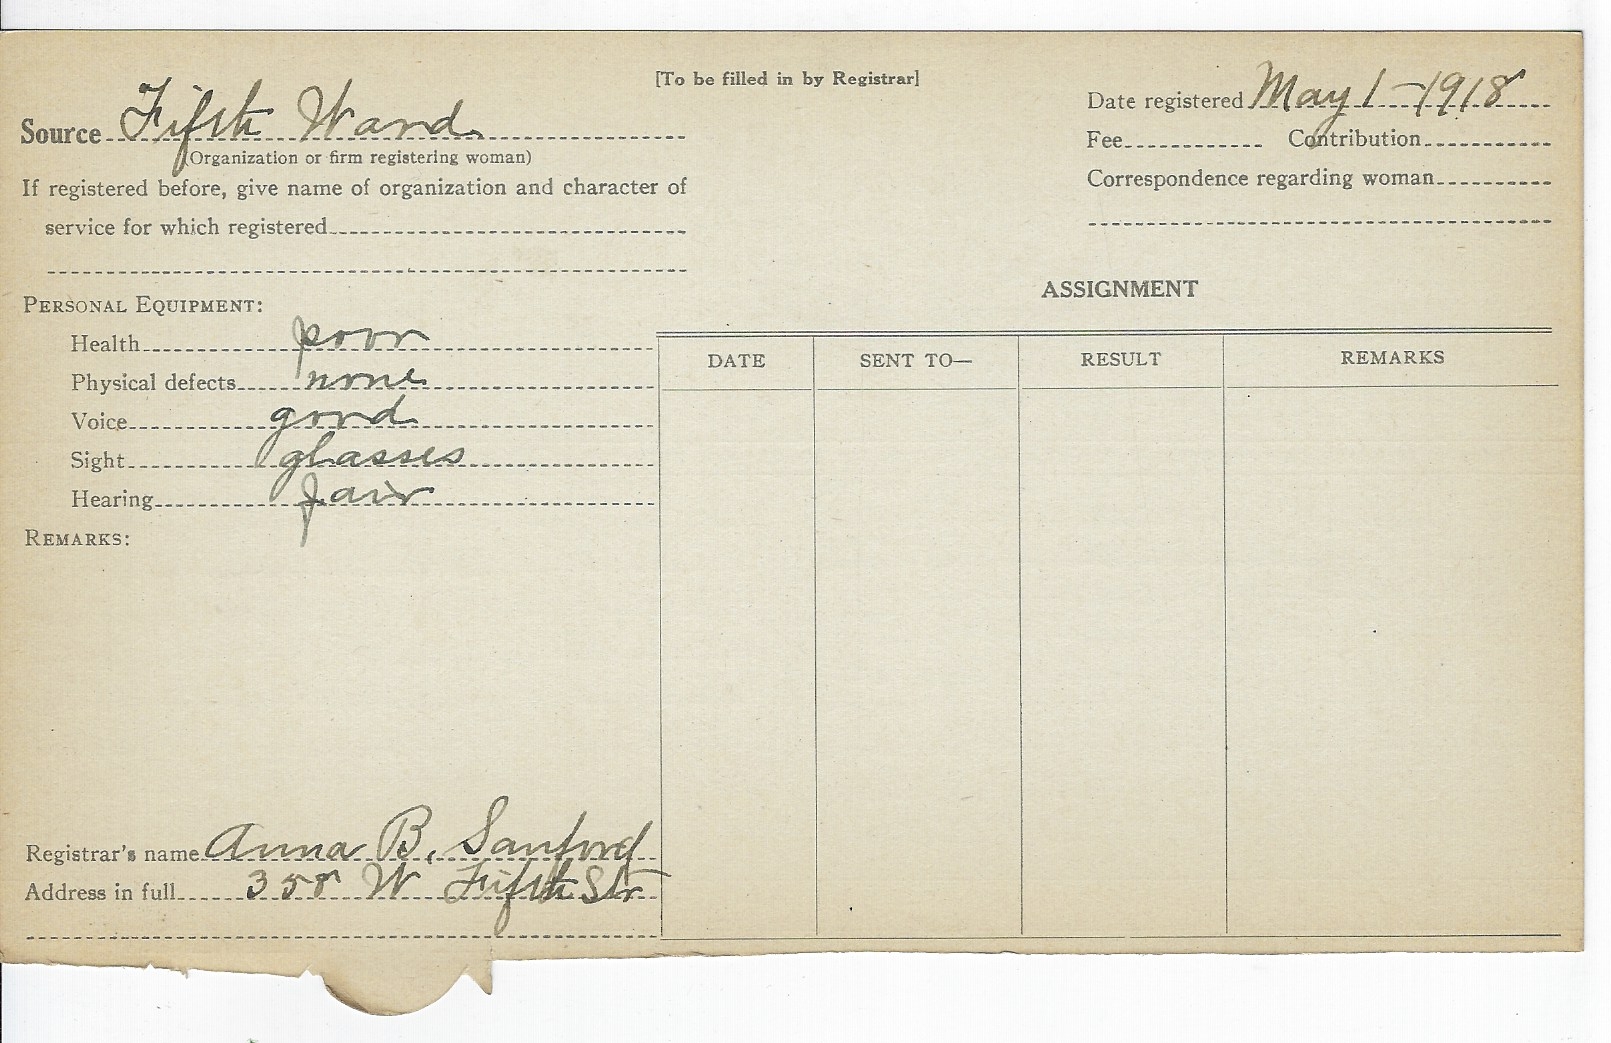 [To be filled in by Registrar]
Source Fifth Ward
(Organization or firm registering woman)
If registered before, give name of organization and character of
service for which registered
Date registered May 1-1918
Fee Contribution
Correspondence regarding woman
PERSONAL EQUIPMENT:
Health poor
Physical defects none
Voice good
Sight glasses
Hearing fair
REMARKS:
ASSIGNMENT
DATE SENT TO— RESULT REMARKS
Registrar's name Anna B. Sanford
Address in full 358 W Fifth Str